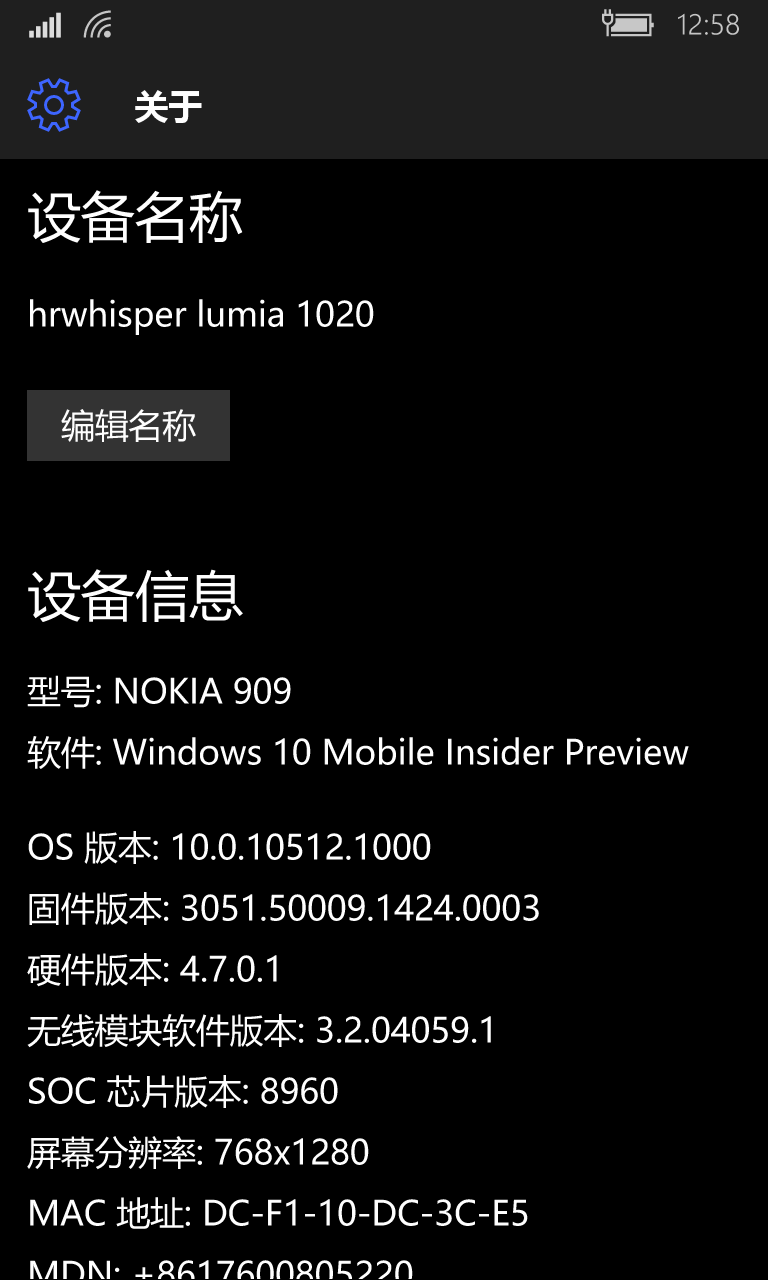 12:58
关于
设备名称
hrwhisper lumia 1020
编辑名称
设备信息
型号: NOKIA 909
软件: Windows 10 Mobile Insider Preview
OS 版本: 10.0.10512.1000
固件版本: 3051.50009.1424.0003
硬件版本: 4.7.0.1
无线模块软件版本: 3.2.04059.1
SOC 芯片版本: 8960
屏幕分辨率: 768x1280
MAC 地址: DC-F1-10-DC-3C-E5
MDN: +8617600805220